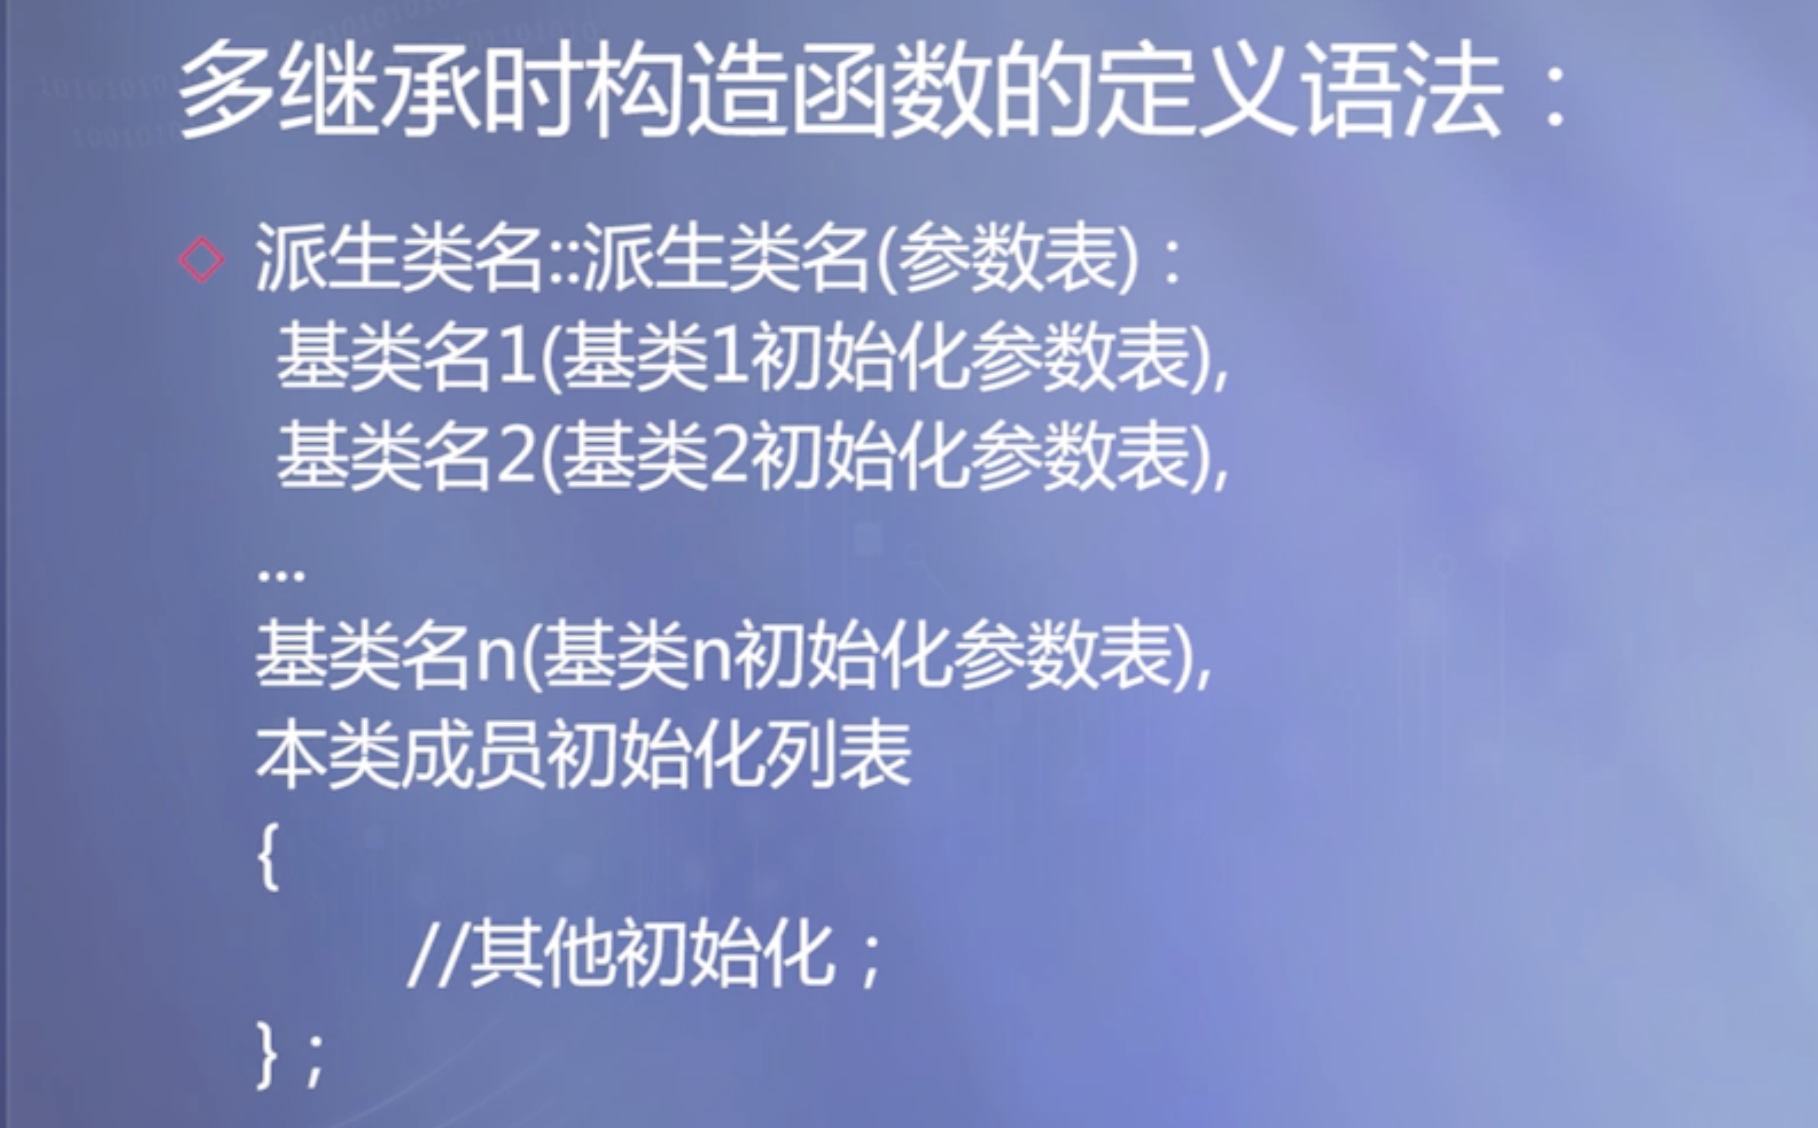 多继承时构造函数的定义语法：
派生类名::派生类名(参数表)：
基类名1(基类1初始化参数表),
基类名2(基类2初始化参数表),
...
基类名n(基类n初始化参数表),
本类成员初始化列表
{
//其他初始化；
}；